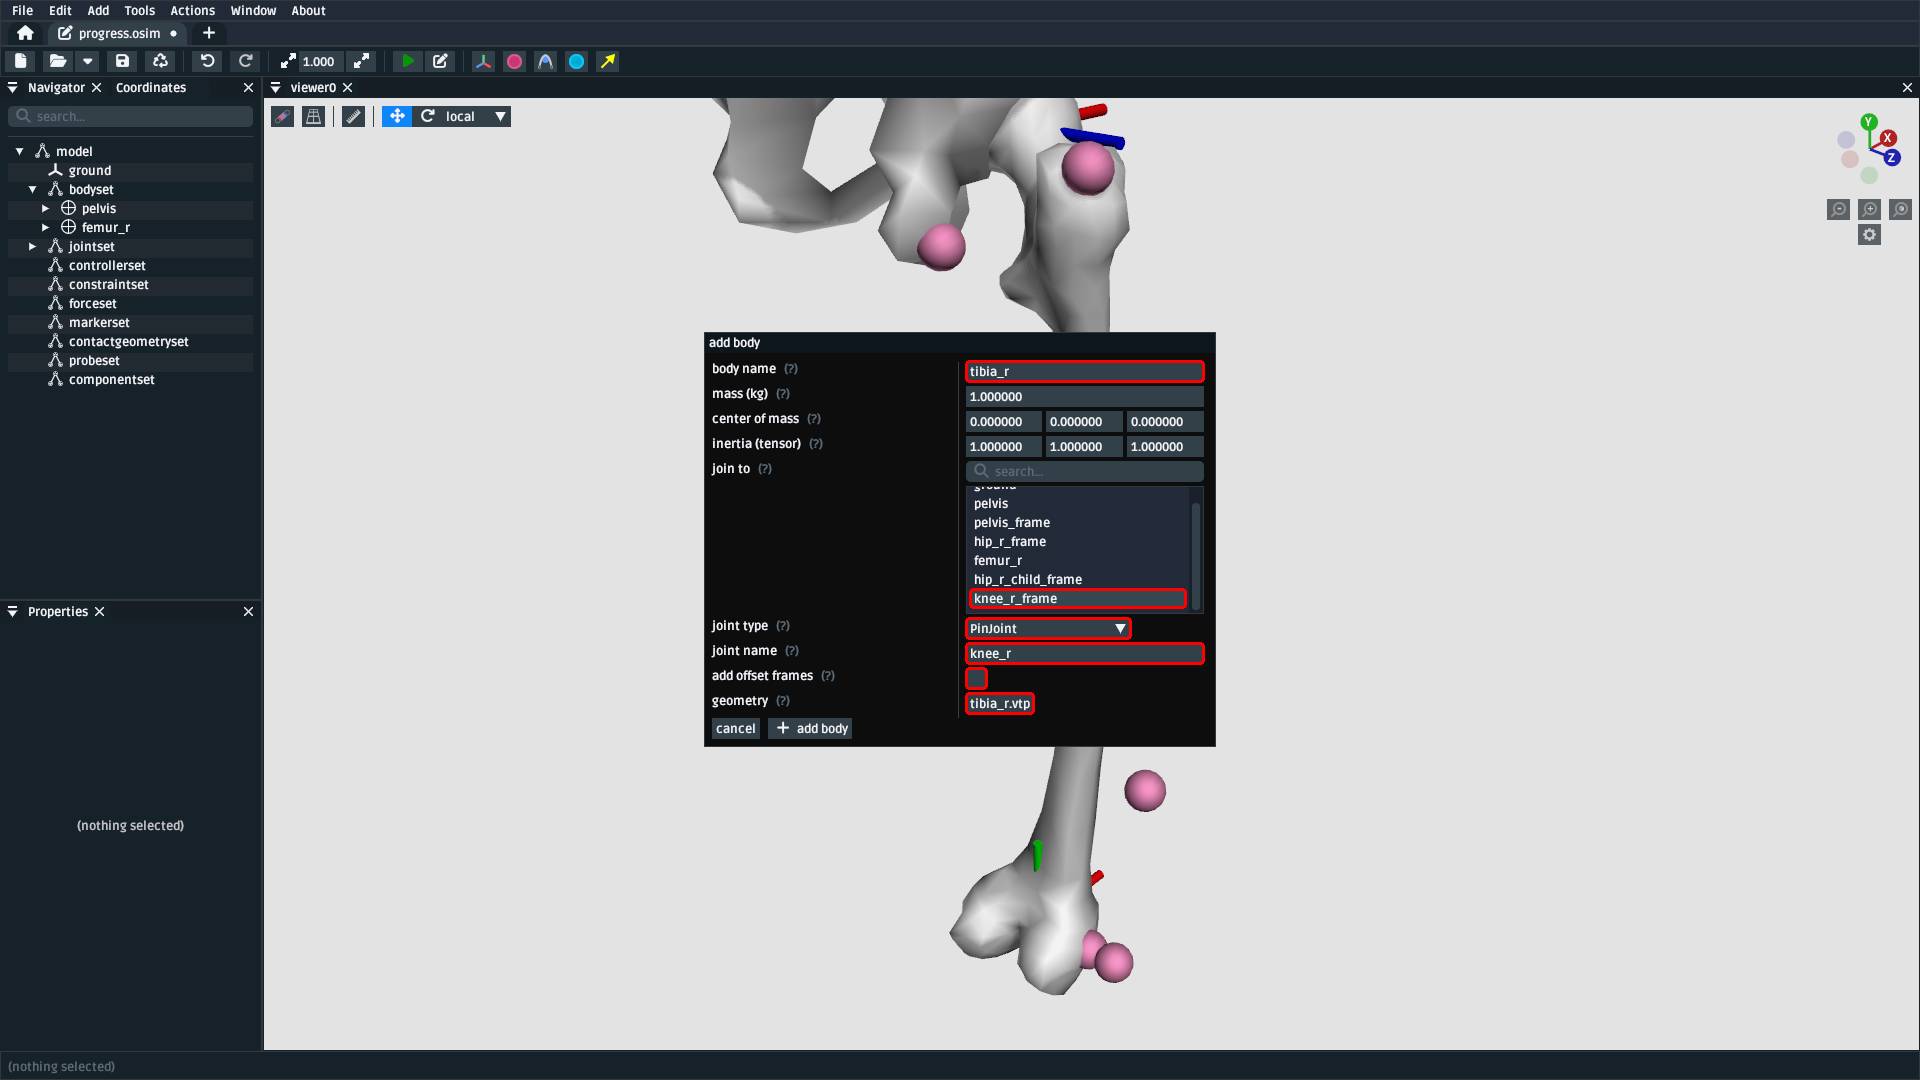 File Edit Add Tools Actions Window About
progress.osim
1.000
Navigator Coordinates
search...
model
ground
bodyset
pelvis
femur_r
jointset
controllerset
constraintset
forceset
markerset
contactgeometryset
probeset
componentset
Properties
(nothing selected)
(nothing selected)
viewer0
local
Y
X
Z
add body
body name (?) tibia_r
mass (kg) (?) 1.000000
center of mass (?) 0.000000 0.000000 0.000000
inertia (tensor) (?) 1.000000 1.000000 1.000000
join to (?) search...
ground
pelvis
pelvis_frame
hip_r_frame
femur_r
hip_r_child_frame
knee_r_frame
joint type (?) PinJoint
joint name (?) knee_r
add offset frames (?)
geometry (?) tibia_r.vtp
cancel + add body